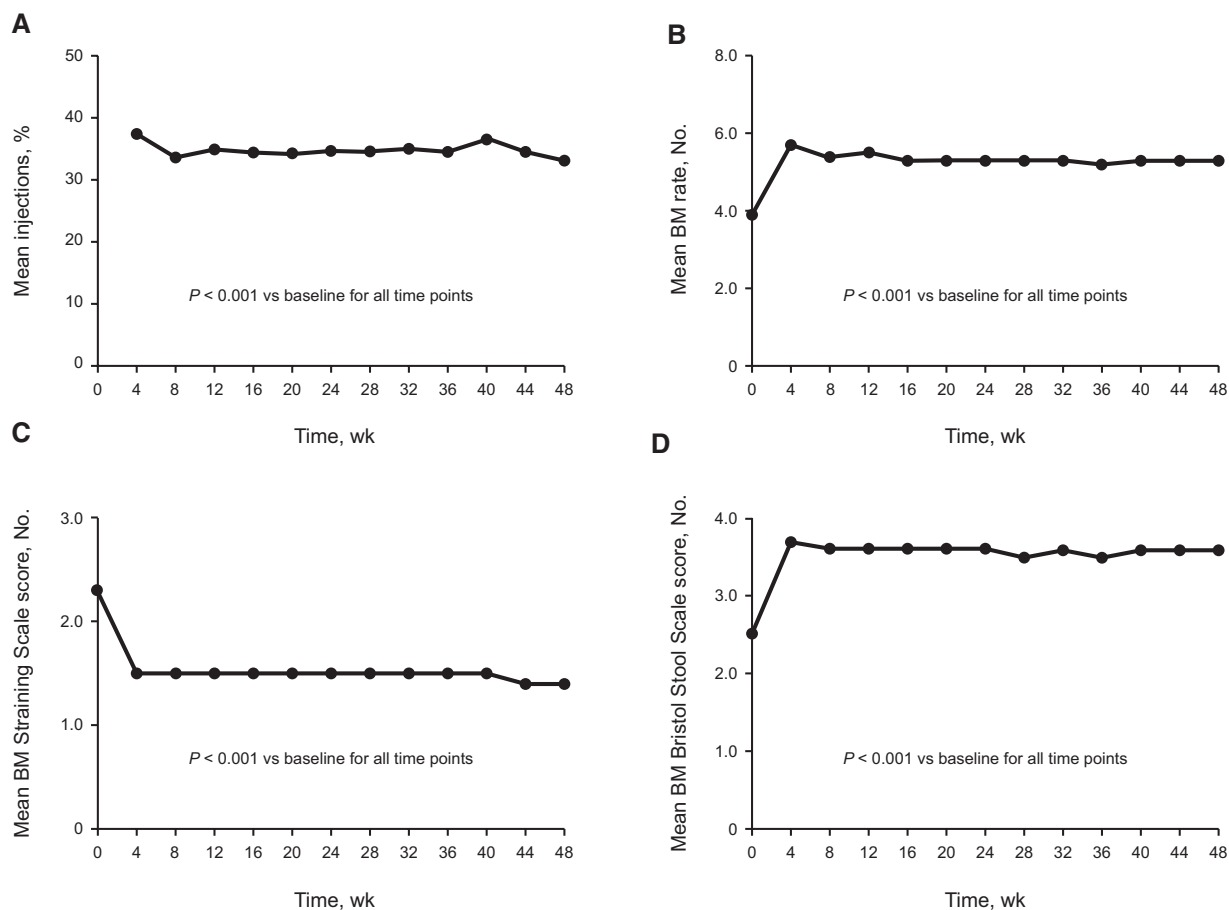 A
50
40
30
20
10
0
Mean injections, %
P < 0.001 vs baseline for all time points
0 4 8 12 16 20 24 28 32 36 40 44 48
Time, wk
B
8.0
6.0
4.0
2.0
0
Mean BM rate, No.
P < 0.001 vs baseline for all time points
0 4 8 12 16 20 24 28 32 36 40 44 48
Time, wk
C
3.0
2.0
1.0
0
Mean BM Straining Scale score, No.
P < 0.001 vs baseline for all time points
0 4 8 12 16 20 24 28 32 36 40 44 48
Time, wk
D
4.0
3.0
2.0
1.0
0
Mean BM Bristol Stool Scale score, No.
P < 0.001 vs baseline for all time points
0 4 8 12 16 20 24 28 32 36 40 44 48
Time, wk